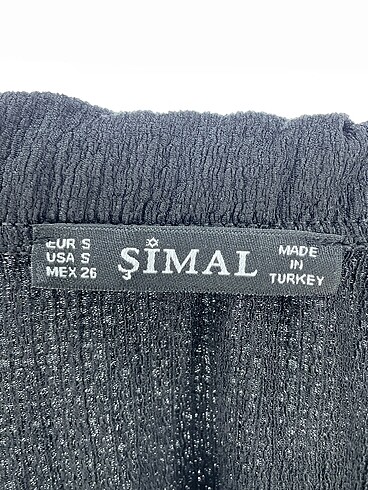 EUR S
USA S
MEX 26
ŞİMAL
MADE
IN
TURKEY